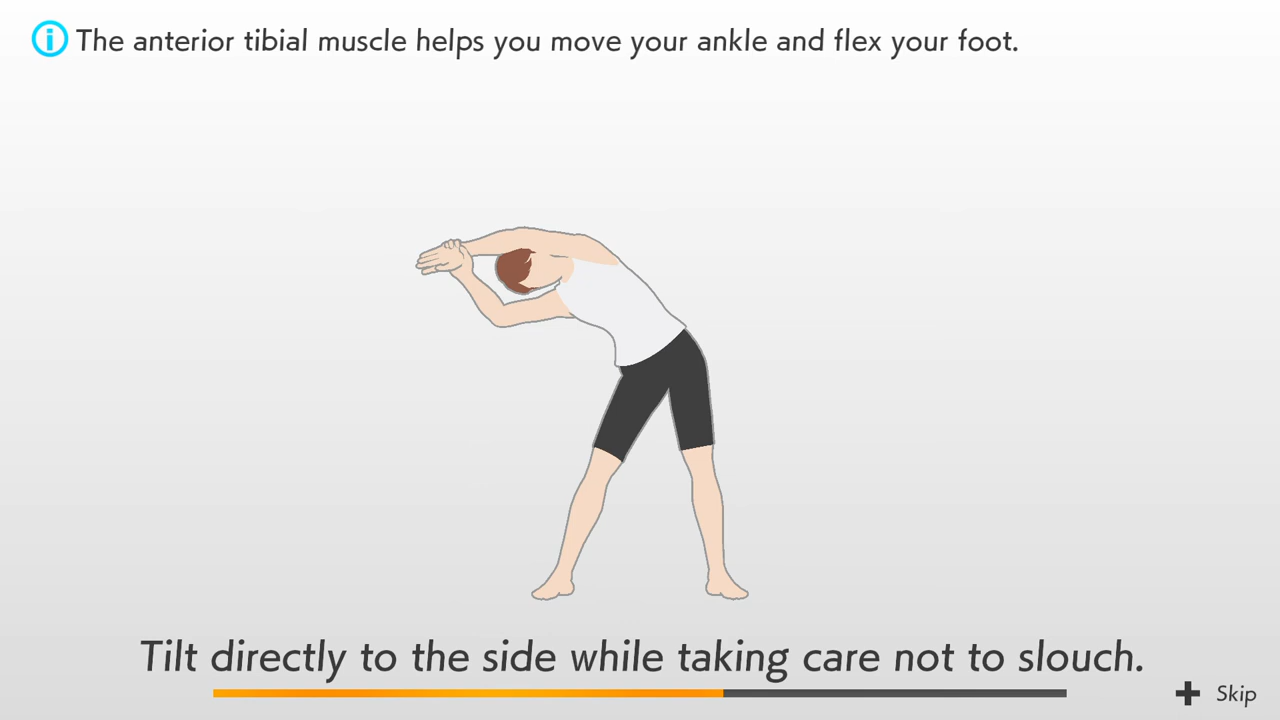 The anterior tibial muscle helps you move your ankle and flex your foot.
Tilt directly to the side while taking care not to slouch.
Skip